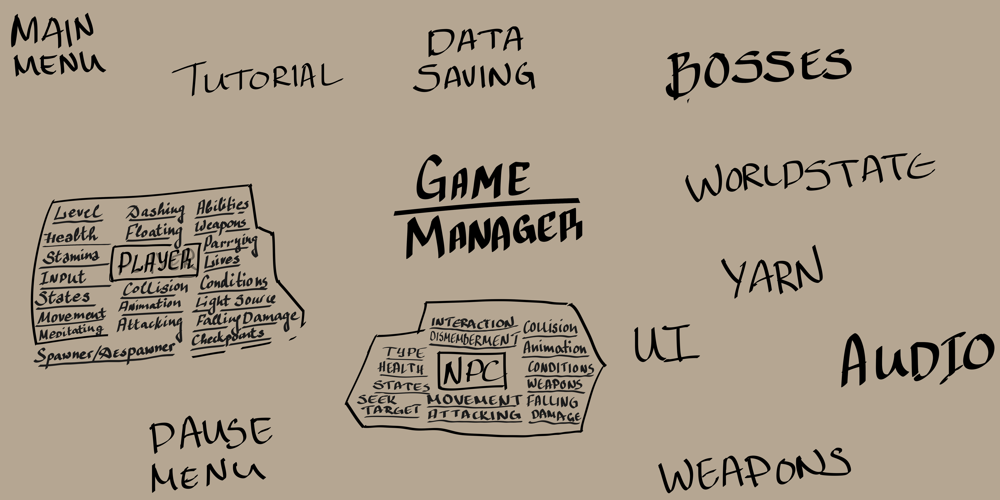 MAIN
MENU
TUTORIAL
DATA
SAVING
BOSSES
GAME
MANAGER
WORLDSTATE
YARN
UI
AUDIO
WEAPONS
PAUSE
MENU
PLAYER
Level
Health
Stamina
INPUT
States
Movement
Meditating
Spawner/Despawner
Dashing
Floating
Collision
Animation
Attacking
Abilities
Weapons
Parrying
Lives
Conditions
Light Source
Falling Damage
Checkpoints
NPC
INTERACTION
DISMEMBERMENT
TYPE
HEALTH
STATES
SEEK
TARGET
MOVEMENT
ATTACKING
Collision
Animation
CONDITIONS
WEAPONS
FALLING
DAMAGE